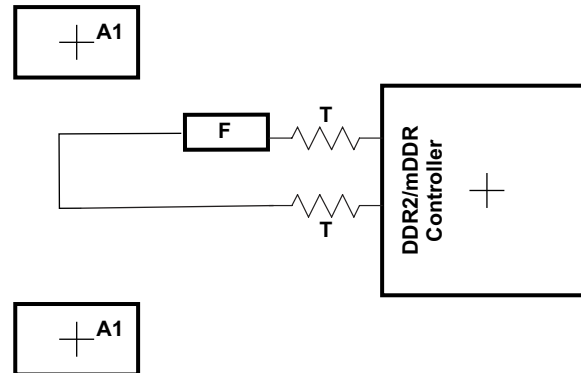 A1
T
F
DDR2/mDDR
Controller
T
A1